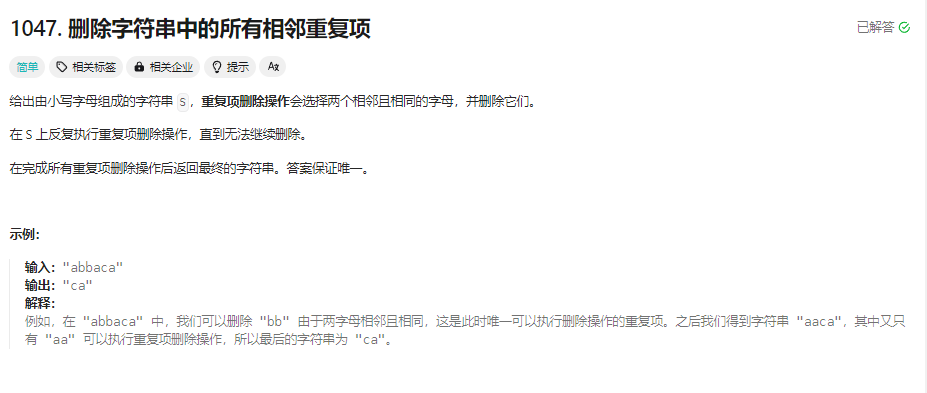 1047. 删除字符串中的所有相邻重复项
已解答
简单 相关标签 相关企业 提示 Aあ
给出由小写字母组成的字符串 S，重复项删除操作会选择两个相邻且相同的字母，并删除它们。
在 S 上反复执行重复项删除操作，直到无法继续删除。
在完成所有重复项删除操作后返回最终的字符串。答案保证唯一。
示例：
输入："abbaca"
输出："ca"
解释：
例如，在 "abbaca" 中，我们可以删除 "bb" 由于两字母相邻且相同，这是此时唯一可以执行删除操作的重复项。之后我们得到字符串 "aaca"，其中又只
有 "aa" 可以执行重复项删除操作，所以最后的字符串为 "ca"。